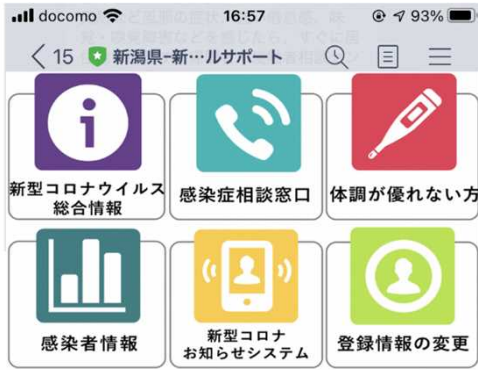 docomo 16:57 93%
15 新潟県-新…ルサポート
新型コロナウイルス
総合情報
感染症相談窓口
体調が優れない方
感染者情報
新型コロナ
お知らせシステム
登録情報の変更